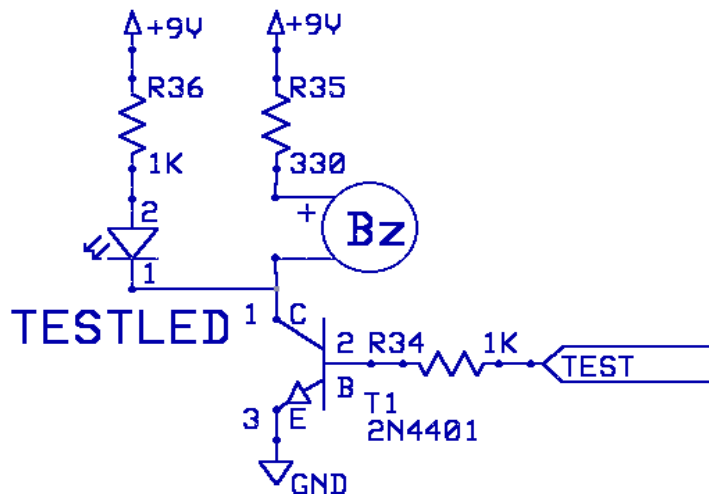 +9V
+9V
R36
R35
1K
330
+
Bz
2
1
TESTLED
1
C
2
R34
1K
TEST
B
T1
3
E
2N4401
GND